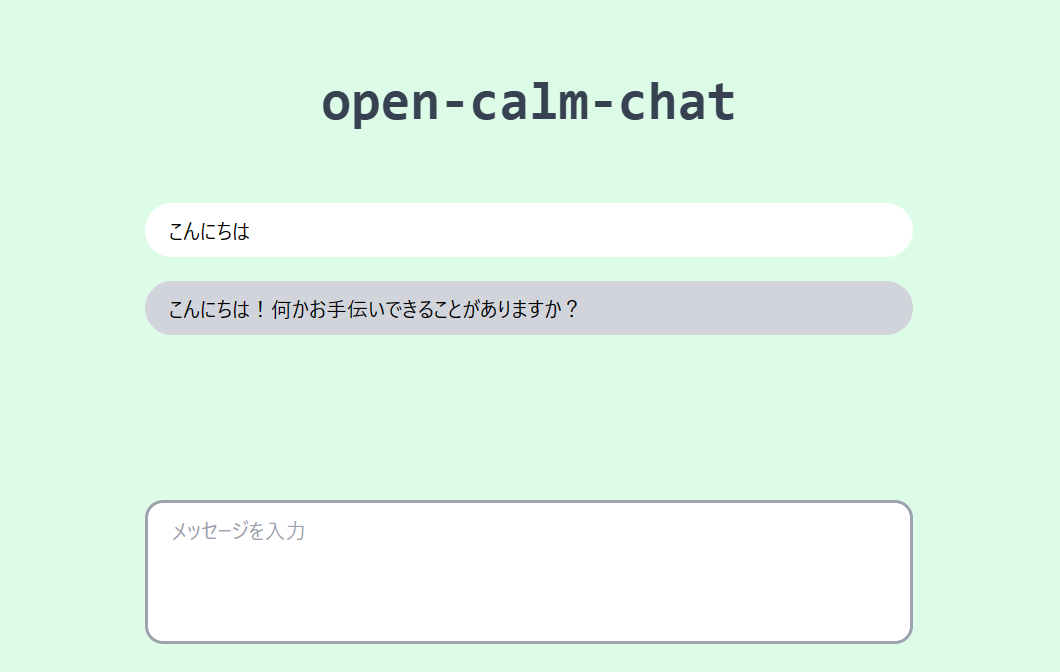 open-calm-chat
こんにちは
こんにちは！何かお手伝いできることがありますか？
メッセージを入力